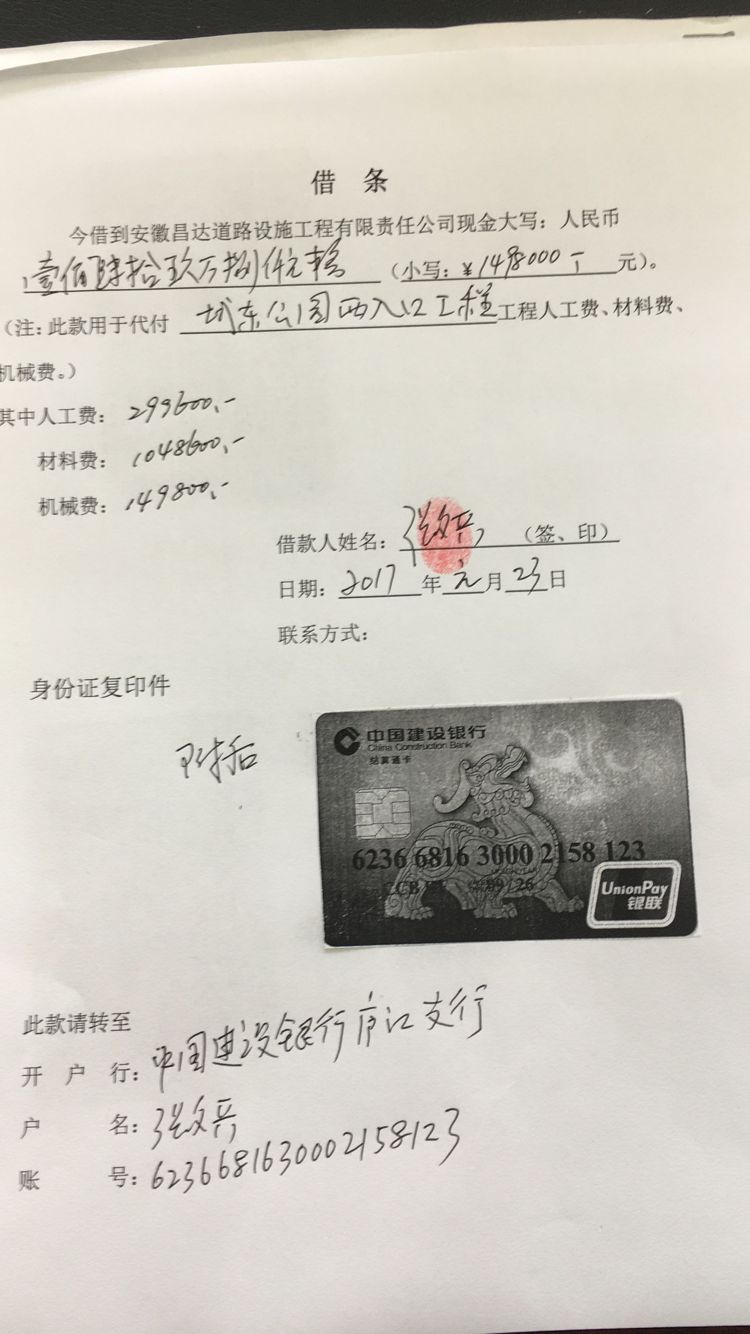 借 条
今借到安徽昌达道路设施工程有限责任公司现金大写：人民币
壹佰肆拾玖万捌仟元整 （小写：￥1498000 元）。
（注：此款用于代付 城东公园西入口工程 工程人工费、材料费、
机械费。）
其中人工费： 299600.-
材料费： 1048600.-
机械费： 149800.-
借款人姓名： 张文兵 （签、印）
日期：2017 年 元 月 23 日
联系方式：
身份证复印件
附后
中国建设银行
China Construction Bank
结算通卡
6236 6816 3000 2158 123
CCB 09/26
UnionPay
银联
此款请转至
开 户 行：中国建设银行庐江支行
户 名：张文兵
账 号：6236681630002158123